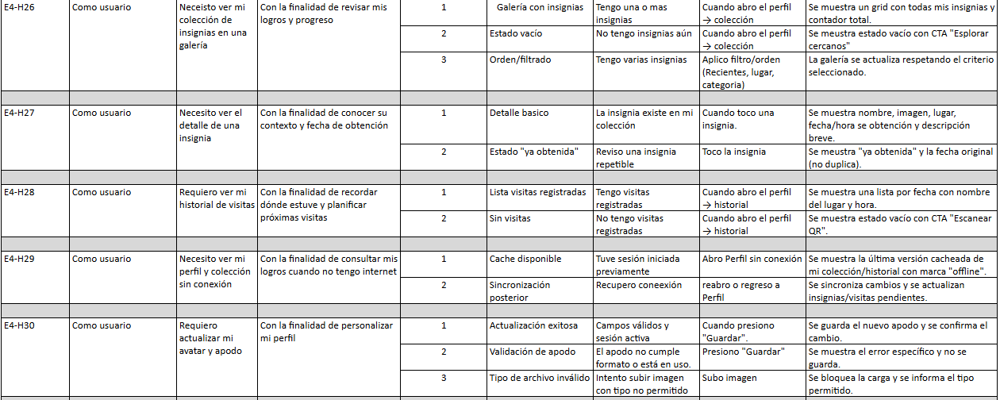 E4-H26
Como usuario
Neceisto ver mi
colección de
insignias en una
galería
Con la finalidad de revisar mis
logros y progreso
1
Galería con insignias
Tengo una o mas
insignias
Cuando abro el perfil
→ colección
Se muestra un grid con todas mis insignias y
contador total.
2
Estado vacío
No tengo insignias aún
Cuando abro el perfil
→ colección
Se meustra estado vacío con CTA "Esplorar
cercanos"
3
Orden/filtrado
Tengo varias insignias
Aplico filtro/orden
(Recientes, lugar,
categoria)
La galería se actualiza respetando el criterio
seleccionado.
E4-H27
Como usuario
Necesito ver el
detalle de una
insignia
Con la finalidad de conocer su
contexto y fecha de obtención
1
Detalle basico
La insignia existe en mi
colección
Cuando toco una
insignia.
Se muestra nombre, imagen, lugar,
fecha/hora se obtención y descripción
breve.
2
Estado "ya obtenida"
Reviso una insignia
repetible
Toco la insignia
Se meustra "ya obtenida" y la fecha original
(no duplica).
E4-H28
Como usuario
Requiero ver mi
historial de visitas
Con la finalidad de recordar
dónde estuve y planificar
próximas visitas
1
Lista visitas registradas
Tengo visitas
registradas
Cuando abro el perfil
→ historial
Se muestra una lista por fecha con nombre
del lugar y hora.
2
Sin visitas
No tengo visitas
registradas
Cuando abro el perfil
→ historial
Se muestra estado vacío con CTA "Escanear
QR".
E4-H29
Como usuario
Necesito ver mi
perfil y colección
sin conexión
Con la finalidad de consultar mis
logros cuando no tengo internet
1
Cache disponible
Tuve sesión iniciada
previamente
Abro Perfil sin conexión
Se muestra la última versión cacheada de
mi colección/historial con marca "offline".
2
Sincronización
posterior
Recupero coneexión
reabro o regreso a
Perfil
Se sincroniza cambios y se actualizan
insignias/visitas pendientes.
E4-H30
Como usuario
Requiero
actualizar mi
avatar y apodo
Con la finalidad de personalizar
mi perfil
1
Actualización exitosa
Campos válidos y
sesión activa
Cuando presiono
"Guardar".
Se guarda el nuevo apodo y se confirma el
cambio.
2
Validación de apodo
El apodo no cumple
formato o está en uso.
Presiono "Guardar"
Se muestra el error específico y no se
guarda.
3
Tipo de archivo inválido
Intento subir imagen
con tipo no permitido
Subo imagen
Se bloquea la carga y se informa el tipo
permitido.